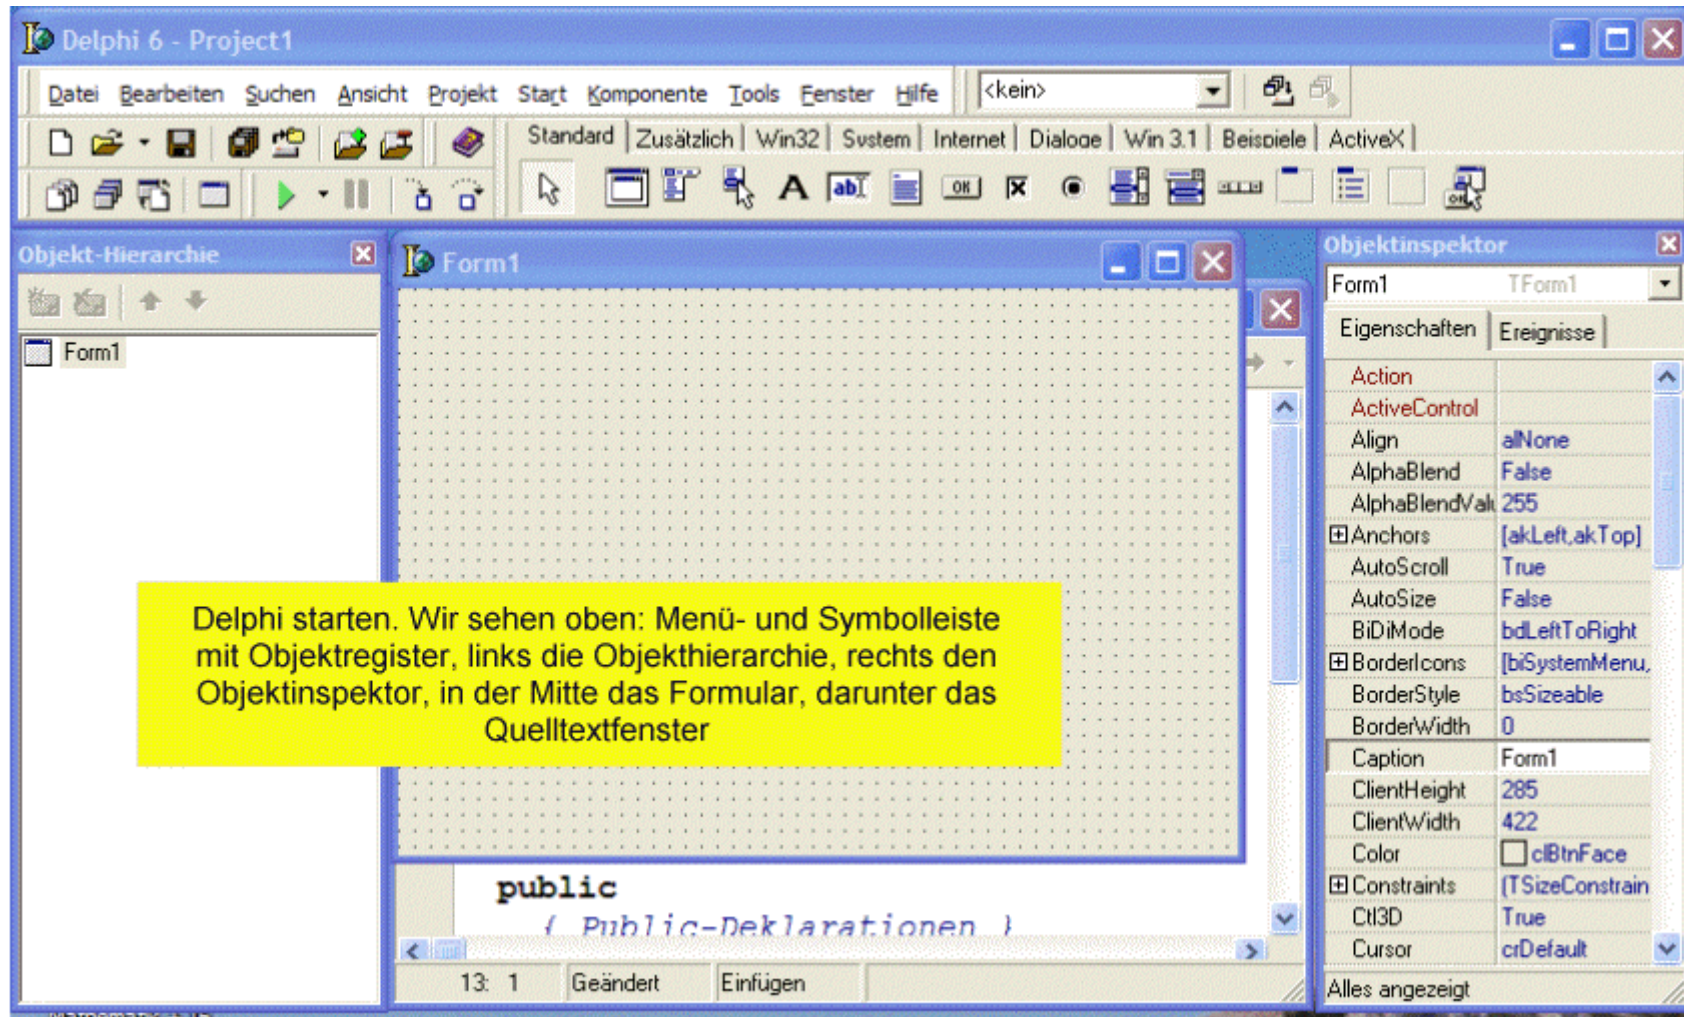 Delphi 6 - Project1
Datei Bearbeiten Suchen Ansicht Projekt Start Komponente Tools Fenster Hilfe <kein>
Standard Zusätzlich Win32 System Internet Dialoge Win 3.1 Beispiele ActiveX
Objekt-Hierarchie
Form1
Form1
Delphi starten. Wir sehen oben: Menü- und Symbolleiste
mit Objektregister, links die Objekthierarchie, rechts den
Objektinspektor, in der Mitte das Formular, darunter das
Quelltextfenster
public
{ Public-Deklarationen }
13: 1 Geändert Einfügen
Objektinspektor
Form1 TForm1
Eigenschaften Ereignisse
Action
ActiveControl
Align alNone
AlphaBlend False
AlphaBlendValu 255
Anchors [akLeft,akTop]
AutoScroll True
AutoSize False
BiDiMode bdLeftToRight
BorderIcons [biSystemMenu,
BorderStyle bsSizeable
BorderWidth 0
Caption Form1
ClientHeight 285
ClientWidth 422
Color clBtnFace
Constraints (TSizeConstrain
Ctl3D True
Cursor crDefault
Alles angezeigt